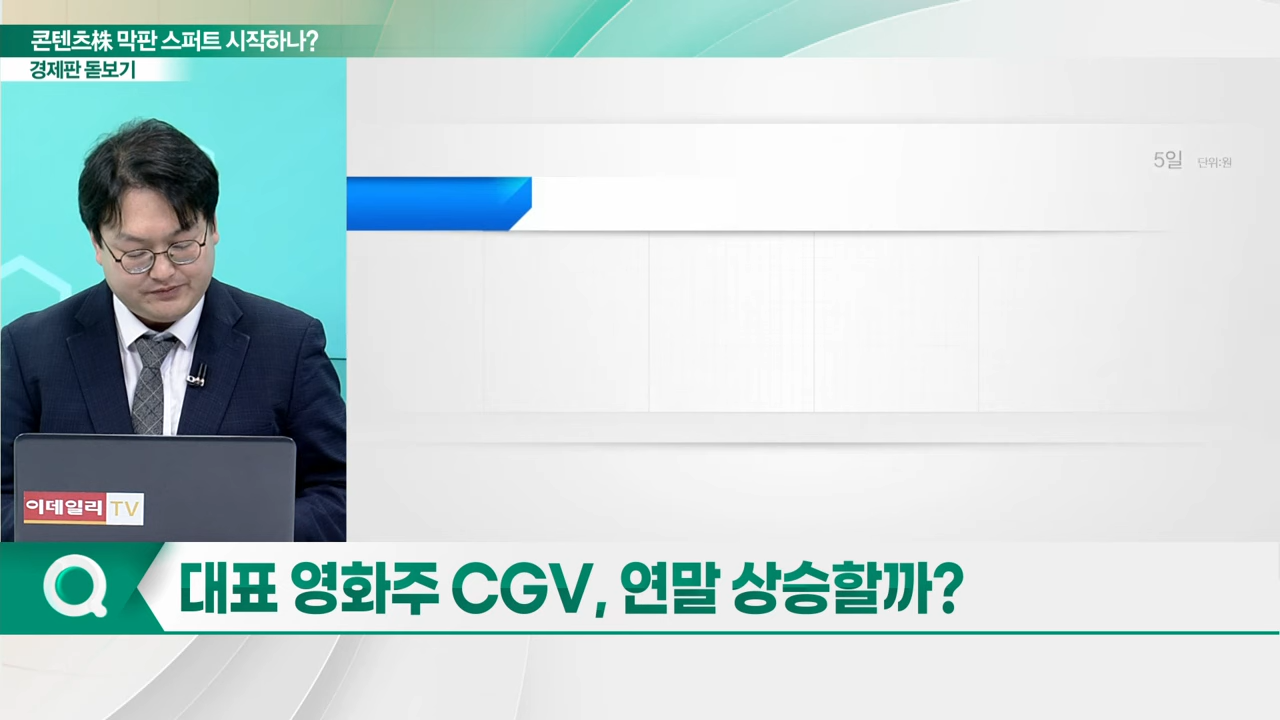 콘텐츠株 막판 스퍼트 시작하나?
경제판 돋보기
5일 단위:원
이데일리 TV
Q 대표 영화주 CGV, 연말 상승할까?